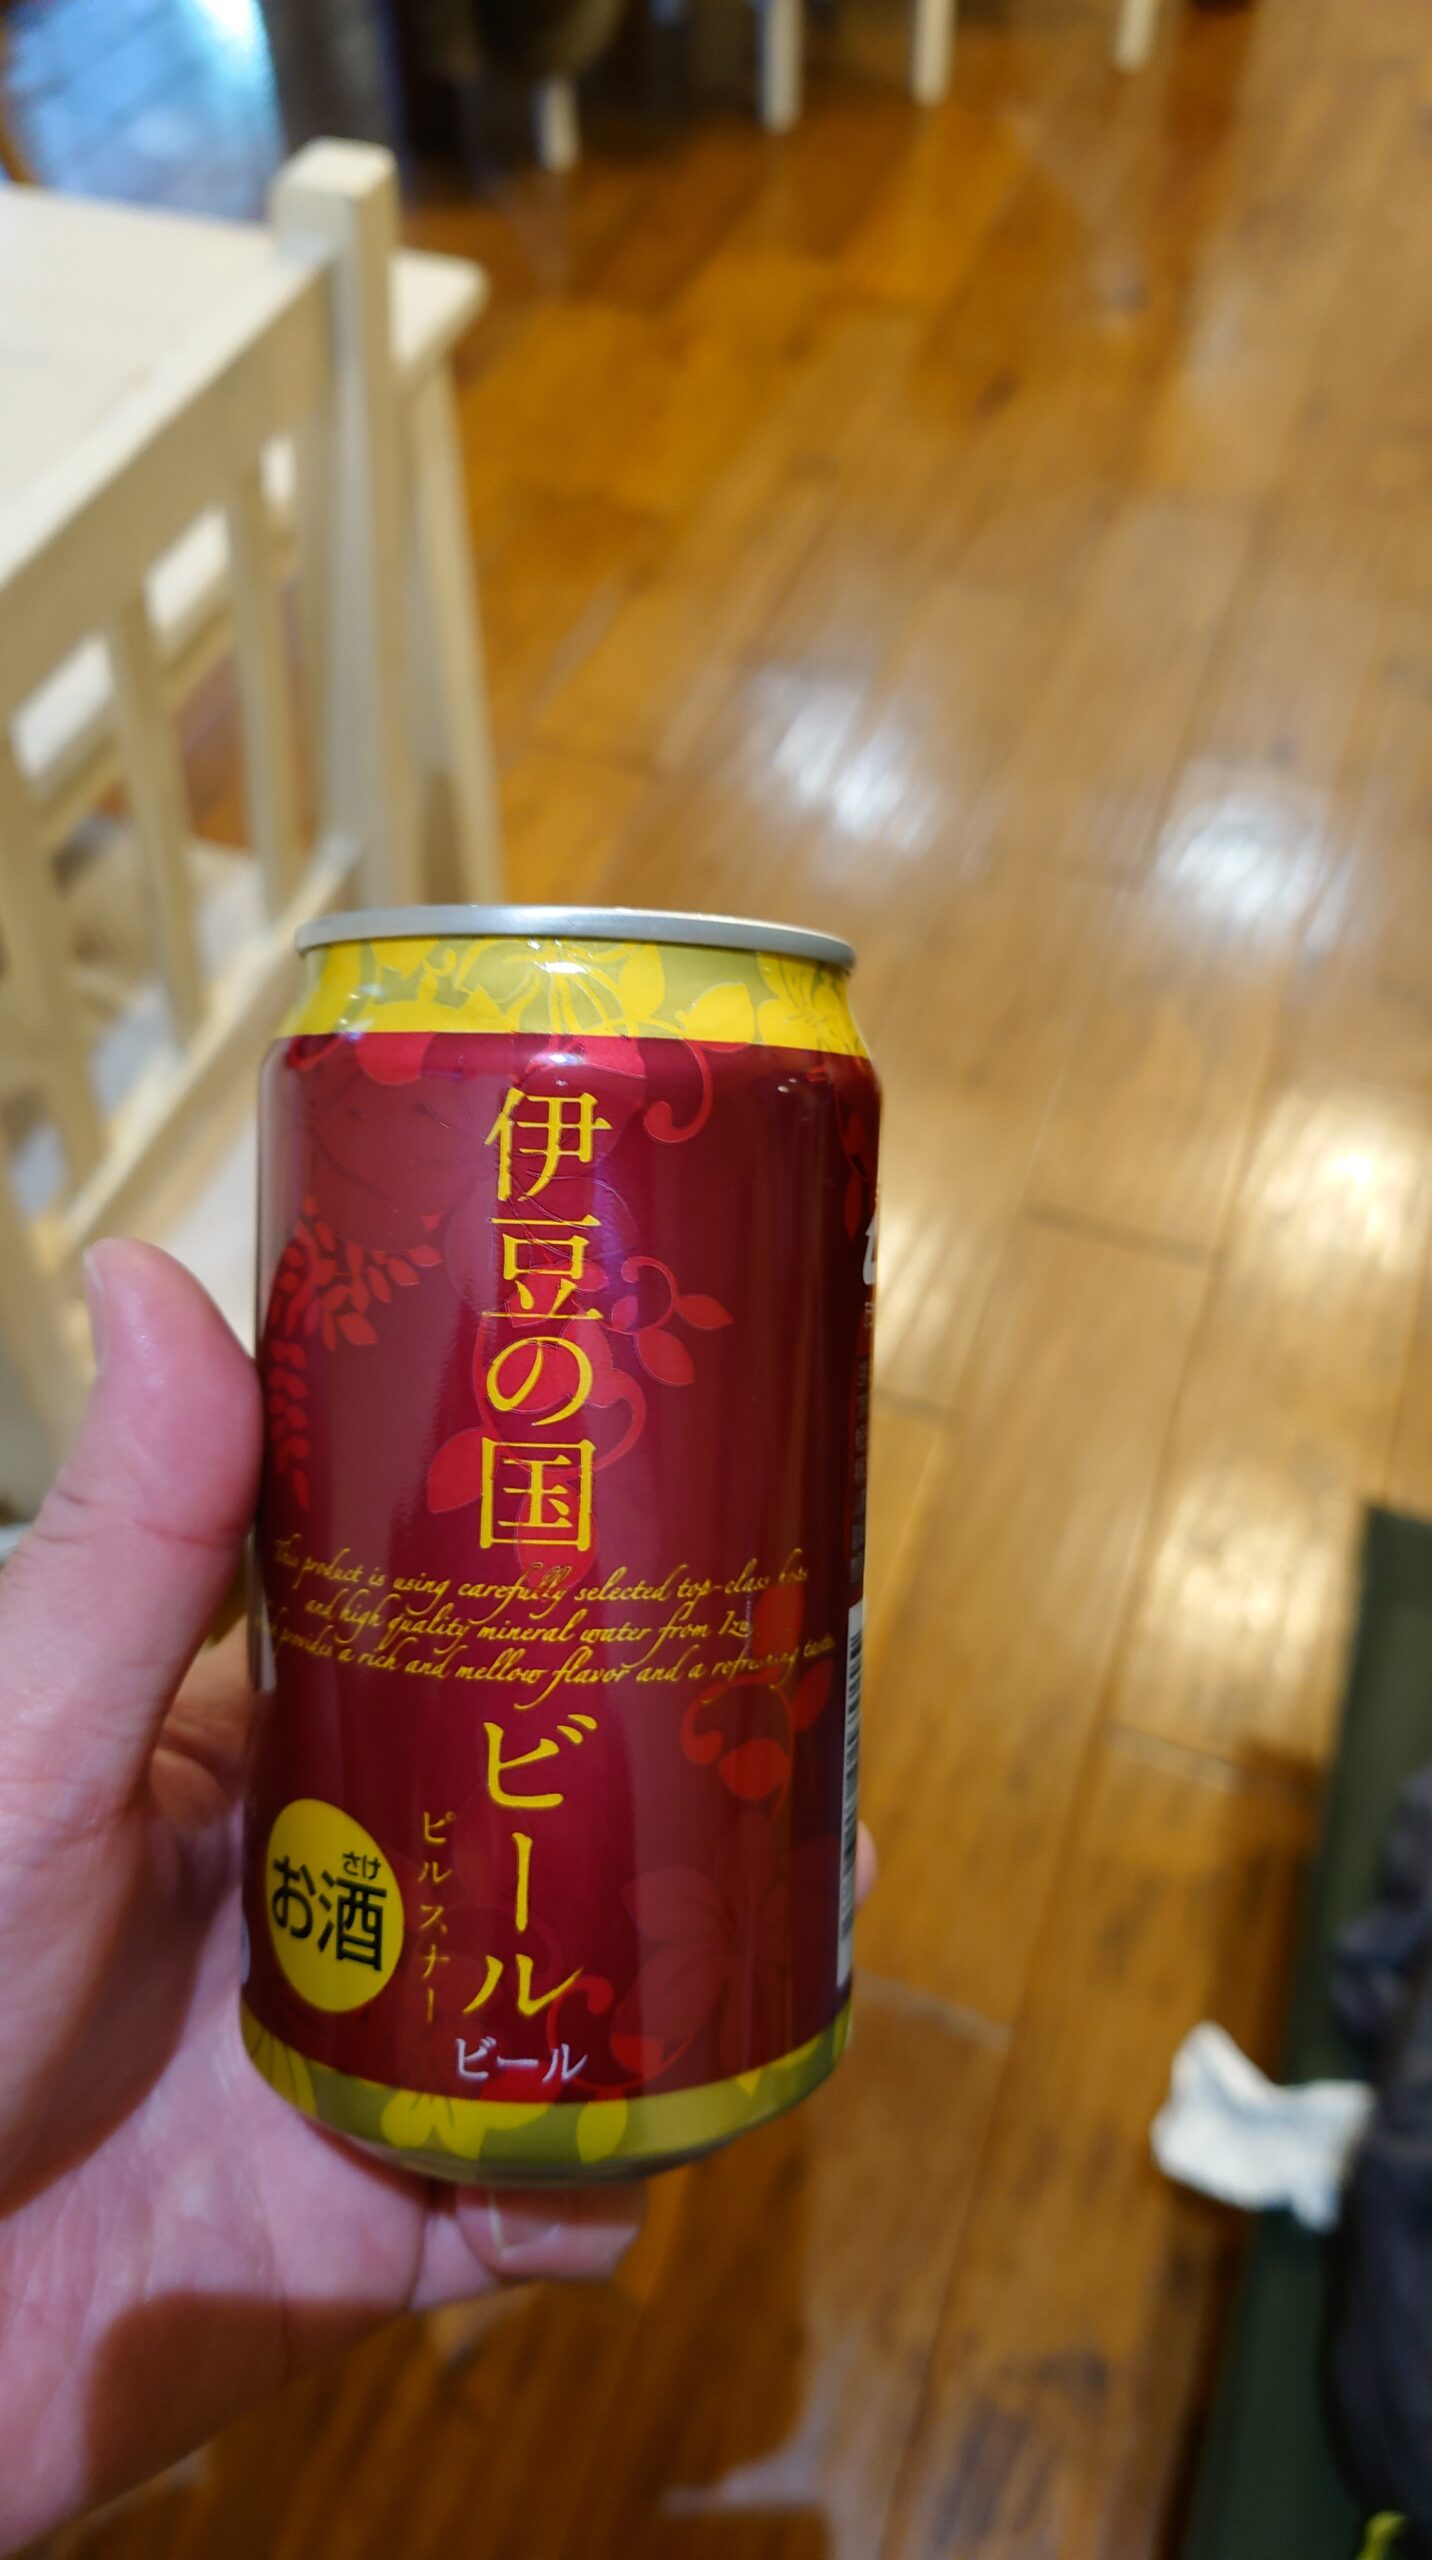 伊豆の国
This product is using carefully selected top-class hops
and high quality mineral water from Izu.
provides a rich and mellow flavor and a refreshing taste.
ビール
ピルスナー
さけ
お酒
ビール